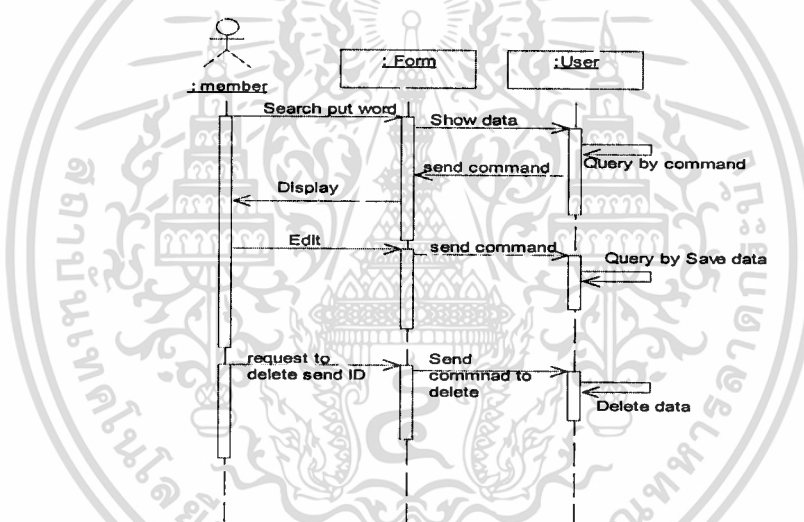 : Form
:User
: member
Search put word
Show data
Query by command
send command
Display
Edit
send command
Query by Save data
request to
delete send ID
Send
commnad to
delete
Delete data